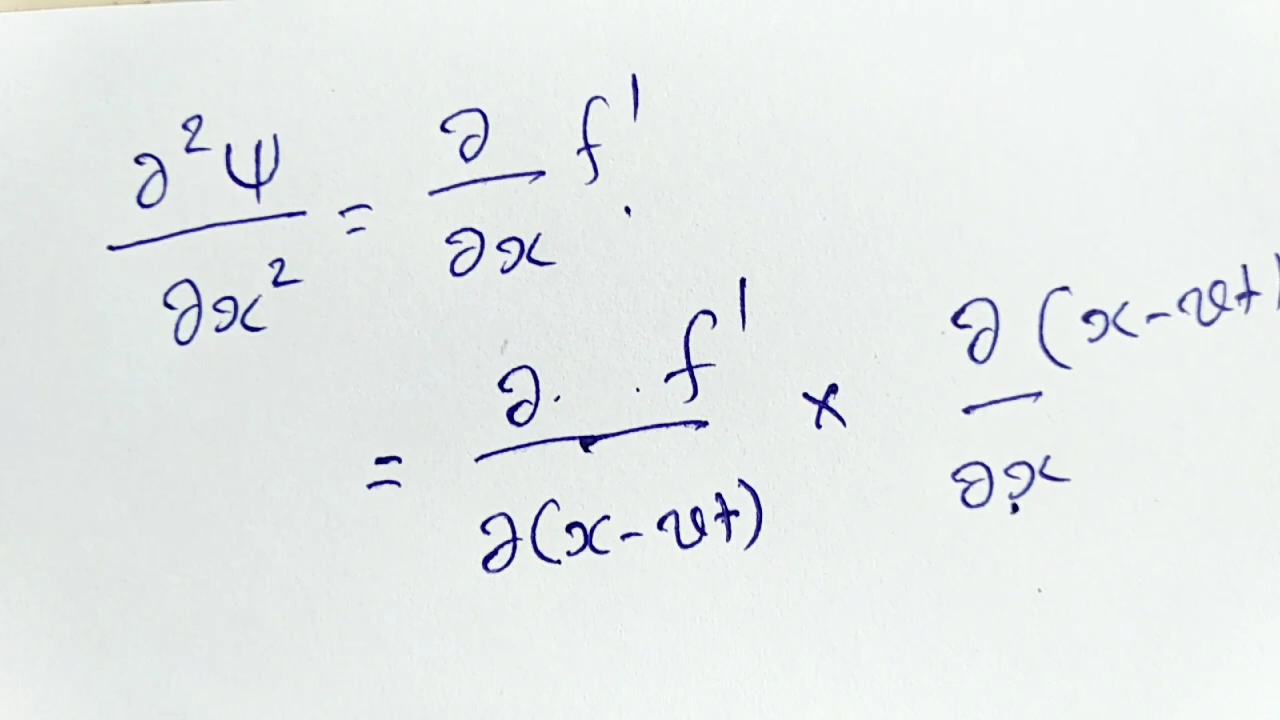 ∂²Ψ/∂x² = ∂/∂x f'
= ∂ f'/∂(x-vt) × ∂(x-vt)/∂x